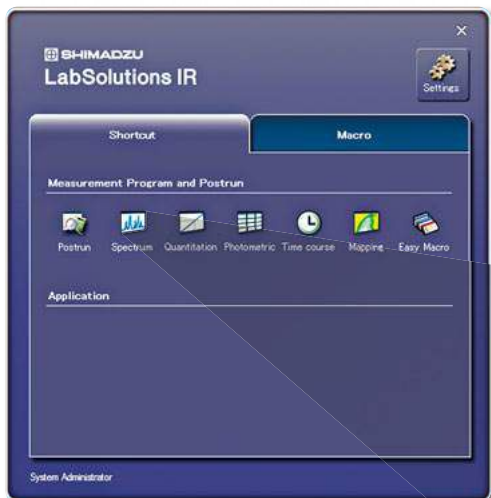 SHIMADZU
LabSolutions IR
Settings
Shortcut Macro
Measurement Program and Postrun
Postrun Spectrum Quantitation Photometric Time course Mapping Easy Macro
Application
System Administrator